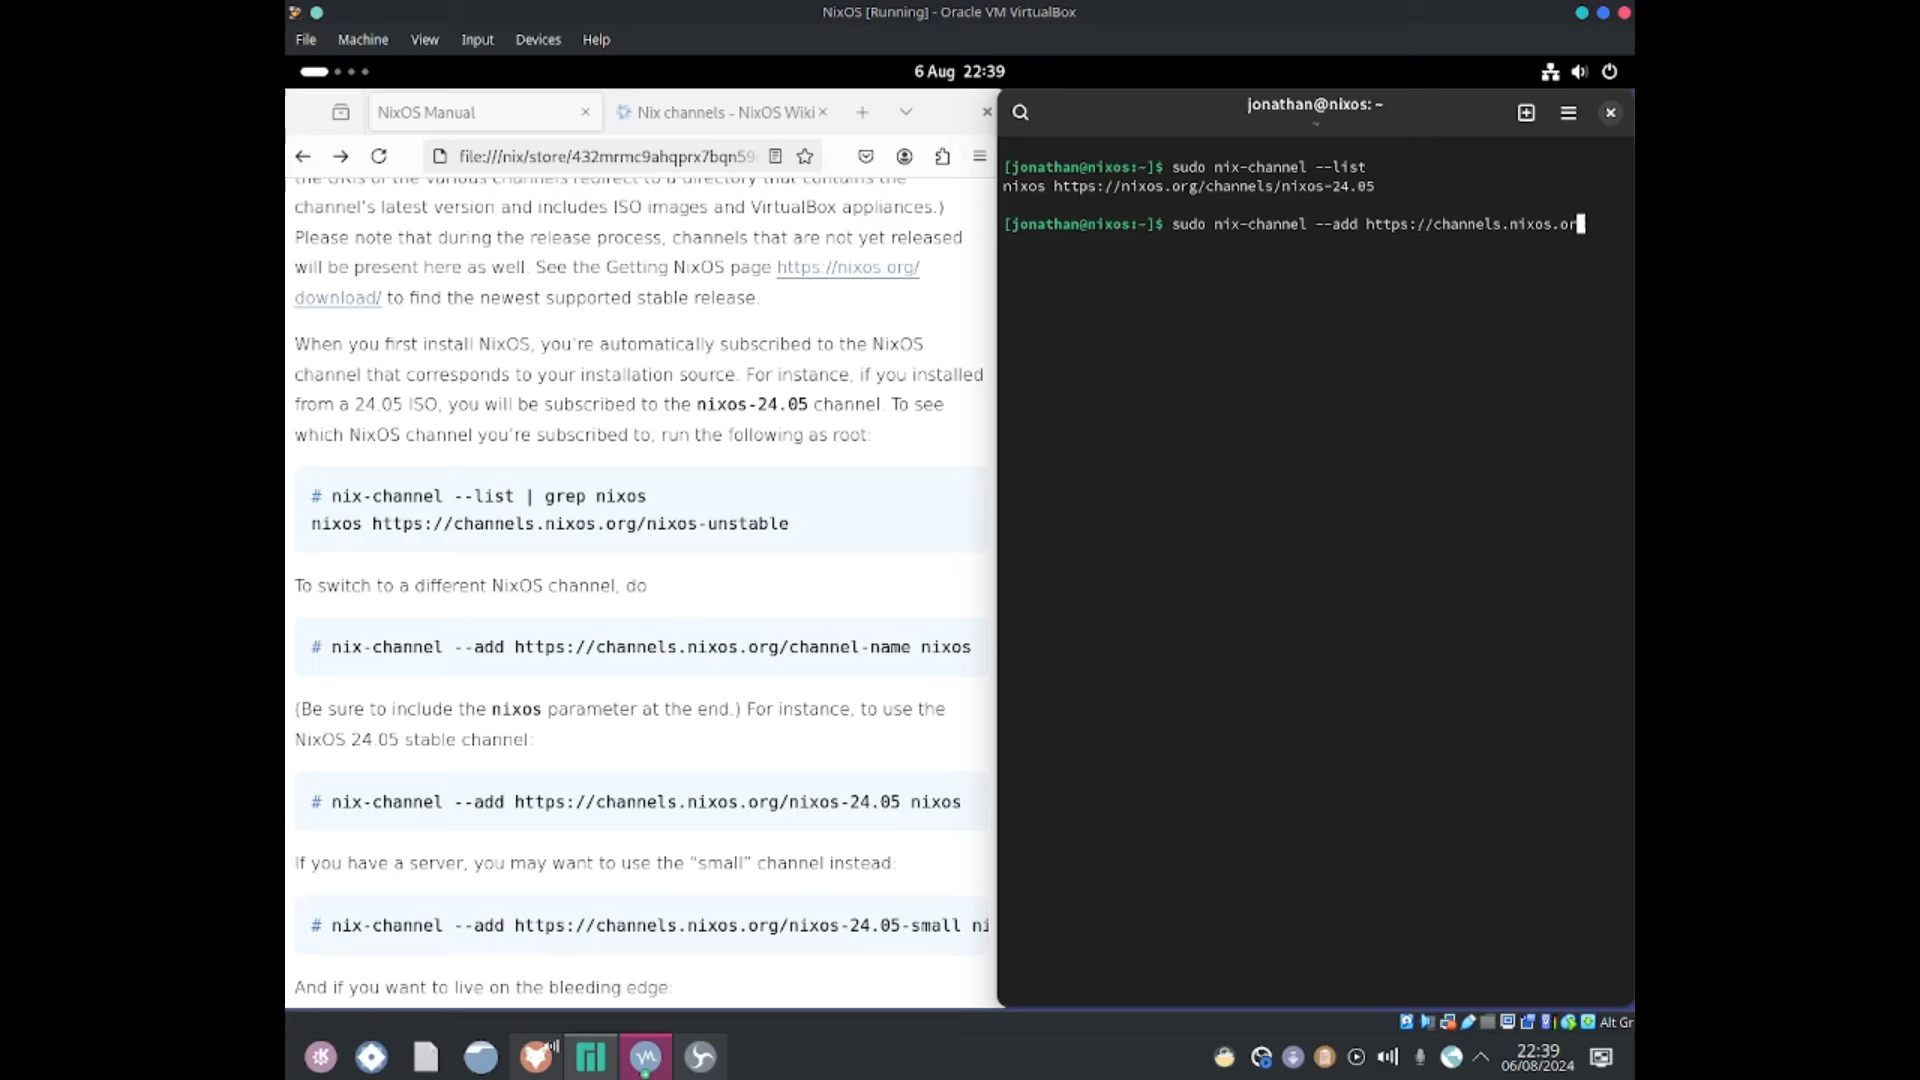 NixOS [Running] - Oracle VM VirtualBox
File Machine View Input Devices Help
6 Aug 22:39
NixOS Manual
Nix channels - NixOS Wiki
file:///nix/store/432mrmc9ahqprx7bqn59
the URIs of the various channels redirect to a directory that contains the
channel's latest version and includes ISO images and VirtualBox appliances.)
Please note that during the release process, channels that are not yet released
will be present here as well. See the Getting NixOS page https://nixos.org/
download/ to find the newest supported stable release.
When you first install NixOS, you're automatically subscribed to the NixOS
channel that corresponds to your installation source. For instance, if you installed
from a 24.05 ISO, you will be subscribed to the nixos-24.05 channel. To see
which NixOS channel you're subscribed to, run the following as root:
# nix-channel --list | grep nixos
nixos https://channels.nixos.org/nixos-unstable
To switch to a different NixOS channel, do
# nix-channel --add https://channels.nixos.org/channel-name nixos
(Be sure to include the nixos parameter at the end.) For instance, to use the
NixOS 24.05 stable channel:
# nix-channel --add https://channels.nixos.org/nixos-24.05 nixos
If you have a server, you may want to use the “small” channel instead:
# nix-channel --add https://channels.nixos.org/nixos-24.05-small ni
And if you want to live on the bleeding edge:
jonathan@nixos: ~
[jonathan@nixos:~]$ sudo nix-channel --list
nixos https://nixos.org/channels/nixos-24.05
[jonathan@nixos:~]$ sudo nix-channel --add https://channels.nixos.or
Alt Gr
22:39
06/08/2024